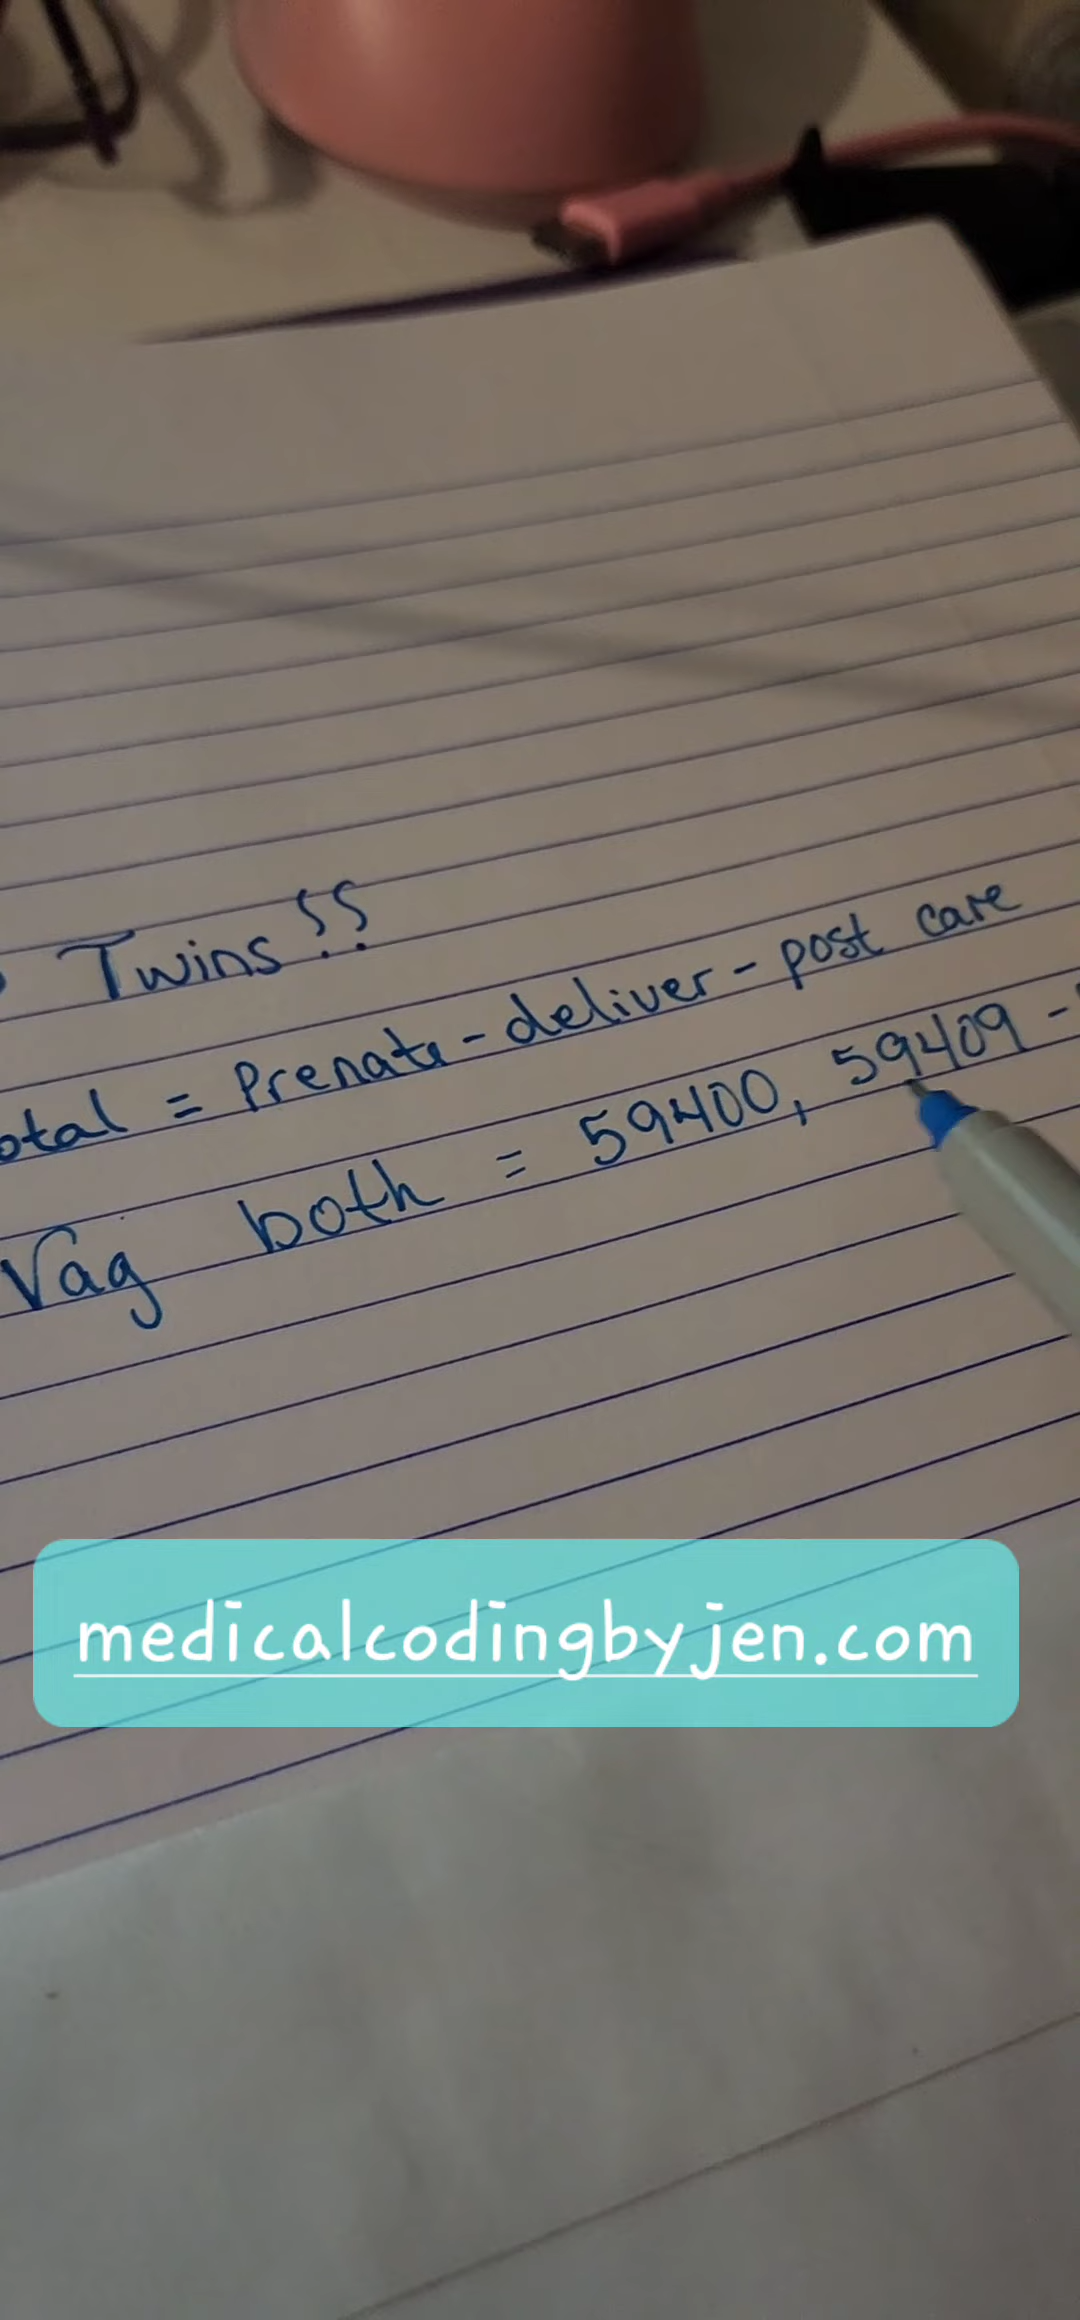 Twins!!
otal = Prenate - deliver - post care
Vag both = 59400, 59409 -
medicalcodingbyjen.com